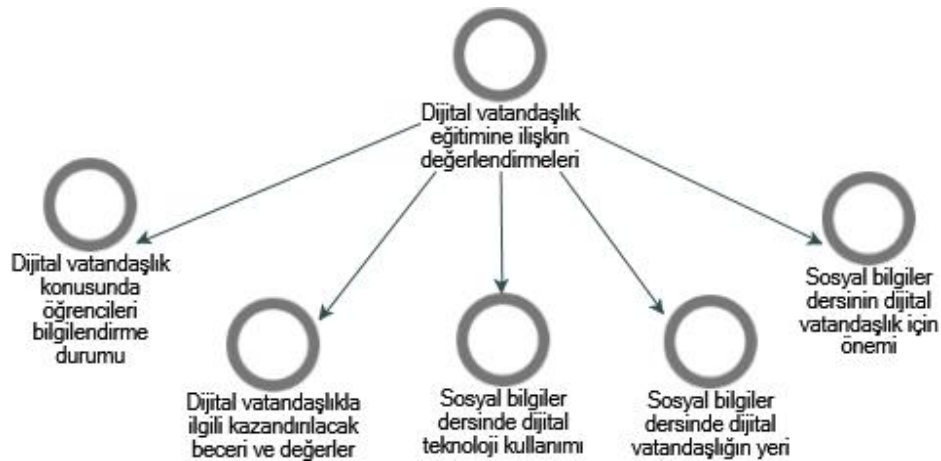 Dijital vatandaşlık
eğitimine ilişkin
değerlendirmeleri
Dijital vatandaşlık
konusunda
öğrencileri
bilgilendirme
durumu
Dijital vatandaşlıkla
ilgili kazandırılacak
beceri ve değerler
Sosyal bilgiler
dersinde dijital
teknoloji kullanımı
Sosyal bilgiler
dersinde dijital
vatandaşlığın yeri
Sosyal bilgiler
dersinin dijital
vatandaşlık için
önemi